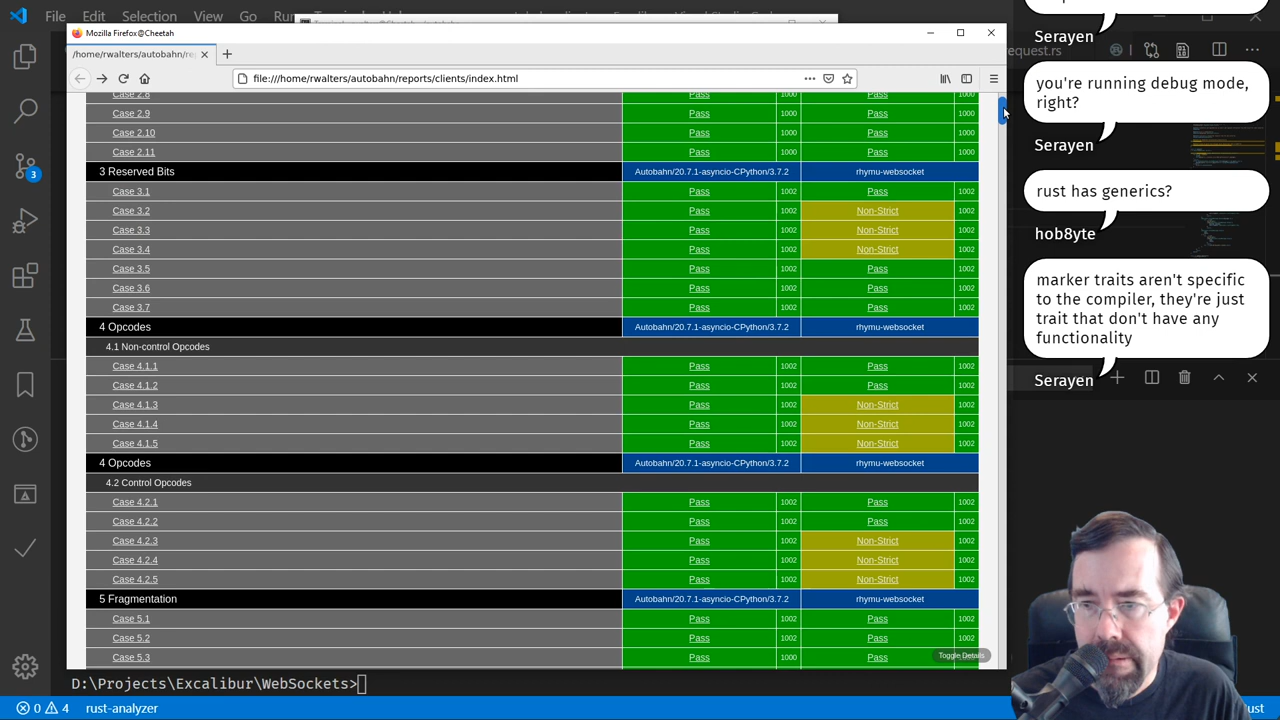 File
Edit
Mozilla Firefox@Cheetah
/home/rwalters/autobahn/re
file:///home/rwalters/autobahn/reports/clients/index.html
Case 2.8 Pass 1000 Pass 1000
Case 2.9 Pass 1000 Pass 1000
Case 2.10 Pass 1000 Pass 1000
Case 2.11 Pass 1000 Pass 1000
3 Reserved Bits Autobahn/20.7.1-asyncio-CPython/3.7.2 rhymu-websocket
Case 3.1 Pass 1002 Pass 1002
Case 3.2 Pass 1002 Non-Strict 1002
Case 3.3 Pass 1002 Non-Strict 1002
Case 3.4 Pass 1002 Non-Strict 1002
Case 3.5 Pass 1002 Pass 1002
Case 3.6 Pass 1002 Pass 1002
Case 3.7 Pass 1002 Pass 1002
4 Opcodes Autobahn/20.7.1-asyncio-CPython/3.7.2 rhymu-websocket
4.1 Non-control Opcodes
Case 4.1.1 Pass 1002 Pass 1002
Case 4.1.2 Pass 1002 Pass 1002
Case 4.1.3 Pass 1002 Non-Strict 1002
Case 4.1.4 Pass 1002 Non-Strict 1002
Case 4.1.5 Pass 1002 Non-Strict 1002
4 Opcodes Autobahn/20.7.1-asyncio-CPython/3.7.2 rhymu-websocket
4.2 Control Opcodes
Case 4.2.1 Pass 1002 Pass 1002
Case 4.2.2 Pass 1002 Pass 1002
Case 4.2.3 Pass 1002 Non-Strict 1002
Case 4.2.4 Pass 1002 Non-Strict 1002
Case 4.2.5 Pass 1002 Non-Strict 1002
5 Fragmentation Autobahn/20.7.1-asyncio-CPython/3.7.2 rhymu-websocket
Case 5.1 Pass 1002 Pass 1002
Case 5.2 Pass 1002 Pass 1002
Case 5.3 Pass 1000 Pass 1000
Toggle Details
D:\Projects\Excalibur\WebSockets>
3
0 4 rust-analyzer
equest.rs
Serayen
you're running debug mode,
right?
Serayen
rust has generics?
hob8yte
marker traits aren't specific
to the compiler, they're just
trait that don't have any
functionality
Serayen